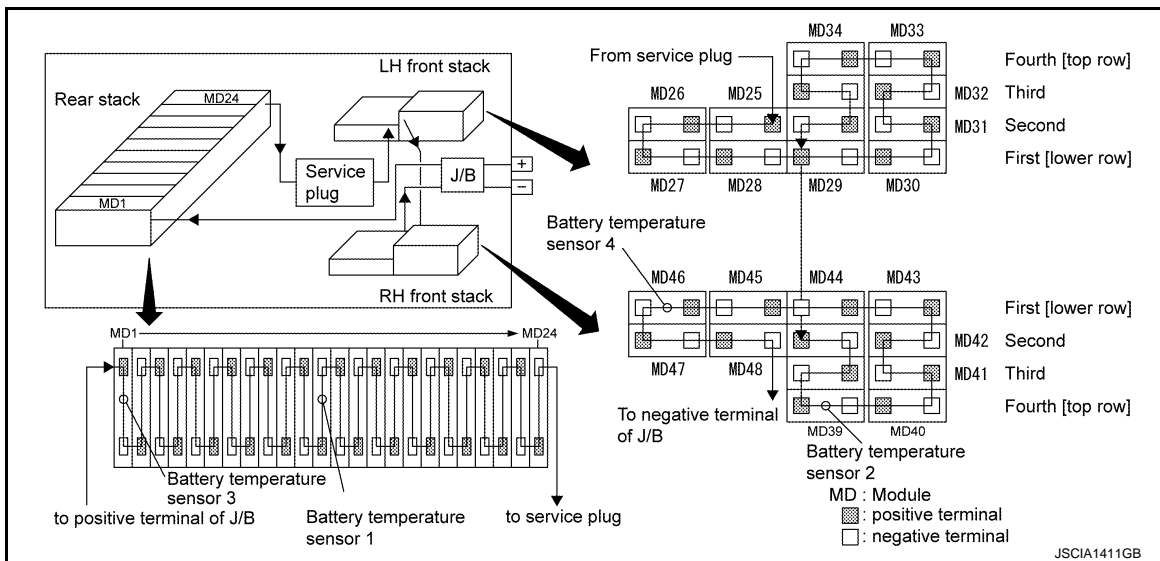 LH front stack
Rear stack
MD24
Service
plug
J/B
+
−
MD1
RH front stack
From service plug
MD34
MD33
Fourth [top row]
MD32
Third
MD26
MD25
MD31
Second
First [lower row]
MD27
MD28
MD29
MD30
Battery temperature
sensor 4
MD46
MD45
MD44
MD43
First [lower row]
MD42
Second
MD47
MD48
MD41
Third
To negative terminal
of J/B
Fourth [top row]
MD39
MD40
Battery temperature
sensor 2
MD1
MD24
Battery temperature
sensor 3
to positive terminal of J/B
Battery temperature
sensor 1
to service plug
MD : Module
: positive terminal
: negative terminal
JSCIA1411GB